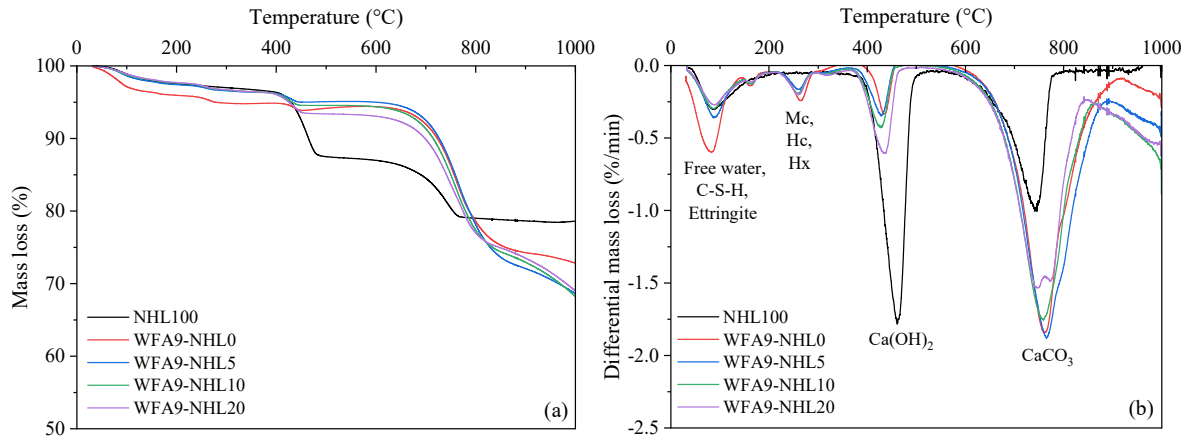 Temperature (°C)
0 200 400 600 800 1000
100
90
80
70
60
50
Mass loss (%)
NHL100
WFA9-NHL0
WFA9-NHL5
WFA9-NHL10
WFA9-NHL20
(a)
Temperature (°C)
0 200 400 600 800 1000
0.0
-0.5
-1.0
-1.5
-2.0
-2.5
Differential mass loss (%/min)
Free water,
C-S-H,
Ettringite
Mc,
Hc,
Hx
Ca(OH)₂
CaCO₃
NHL100
WFA9-NHL0
WFA9-NHL5
WFA9-NHL10
WFA9-NHL20
(b)